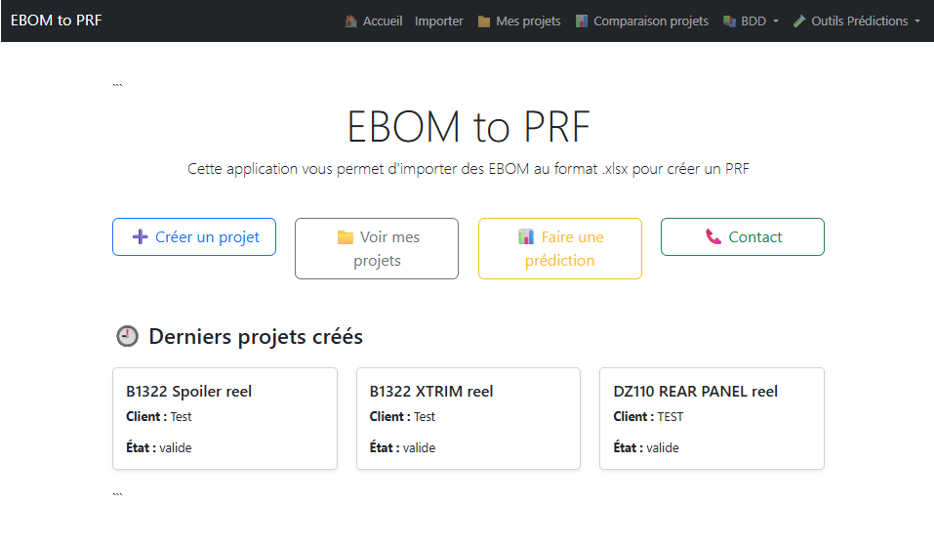 EBOM to PRF
Accueil Importer Mes projets Comparaison projets BDD Outils Prédictions
```
EBOM to PRF
Cette application vous permet d'importer des EBOM au format .xlsx pour créer un PRF
Créer un projet
Voir mes
projets
Faire une
prédiction
Contact
Derniers projets créés
B1322 Spoiler reel
Client : Test
État : valide
B1322 XTRIM reel
Client : Test
État : valide
DZ110 REAR PANEL reel
Client : TEST
État : valide
```